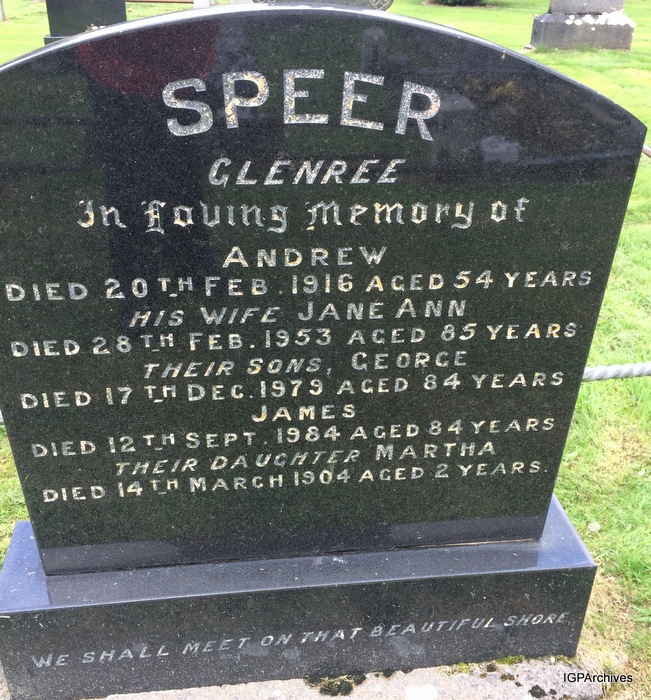 SPEER
GLENREE
In Loving Memory of
ANDREW
DIED 20TH FEB. 1916 AGED 54 YEARS
HIS WIFE JANE ANN
DIED 28TH FEB. 1953 AGED 85 YEARS
THEIR SONS, GEORGE
DIED 17TH DEC. 1979 AGED 84 YEARS
JAMES
DIED 12TH SEPT. 1984 AGED 84 YEARS
THEIR DAUGHTER MARTHA
DIED 14TH MARCH 1904 AGED 2 YEARS.
WE SHALL MEET ON THAT BEAUTIFUL SHORE
IGPArchives